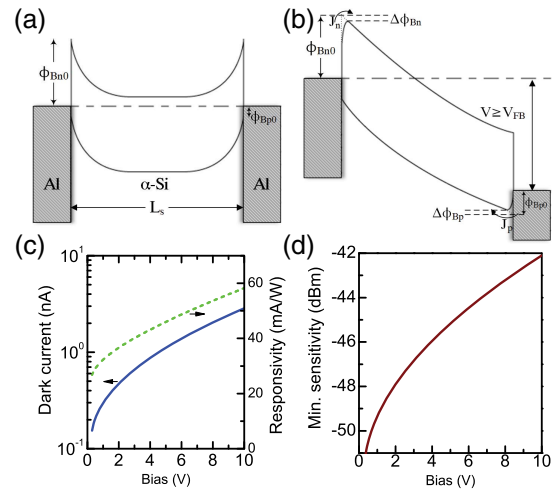 (a)
ϕBn0
ϕBp0
Al
α-Si
Al
Ls
(b)
Jn
ΔϕBn
ϕBn0
V≥VFB
ϕBp0
ΔϕBp
Jp
(c)
Dark current (nA)
10¹
10⁰
10⁻¹
0 2 4 6 8 10
Bias (V)
60
40
20
0
Responsivity (mA/W)
(d)
Min. sensitivity (dBm)
-42
-44
-46
-48
-50
0 2 4 6 8 10
Bias (V)